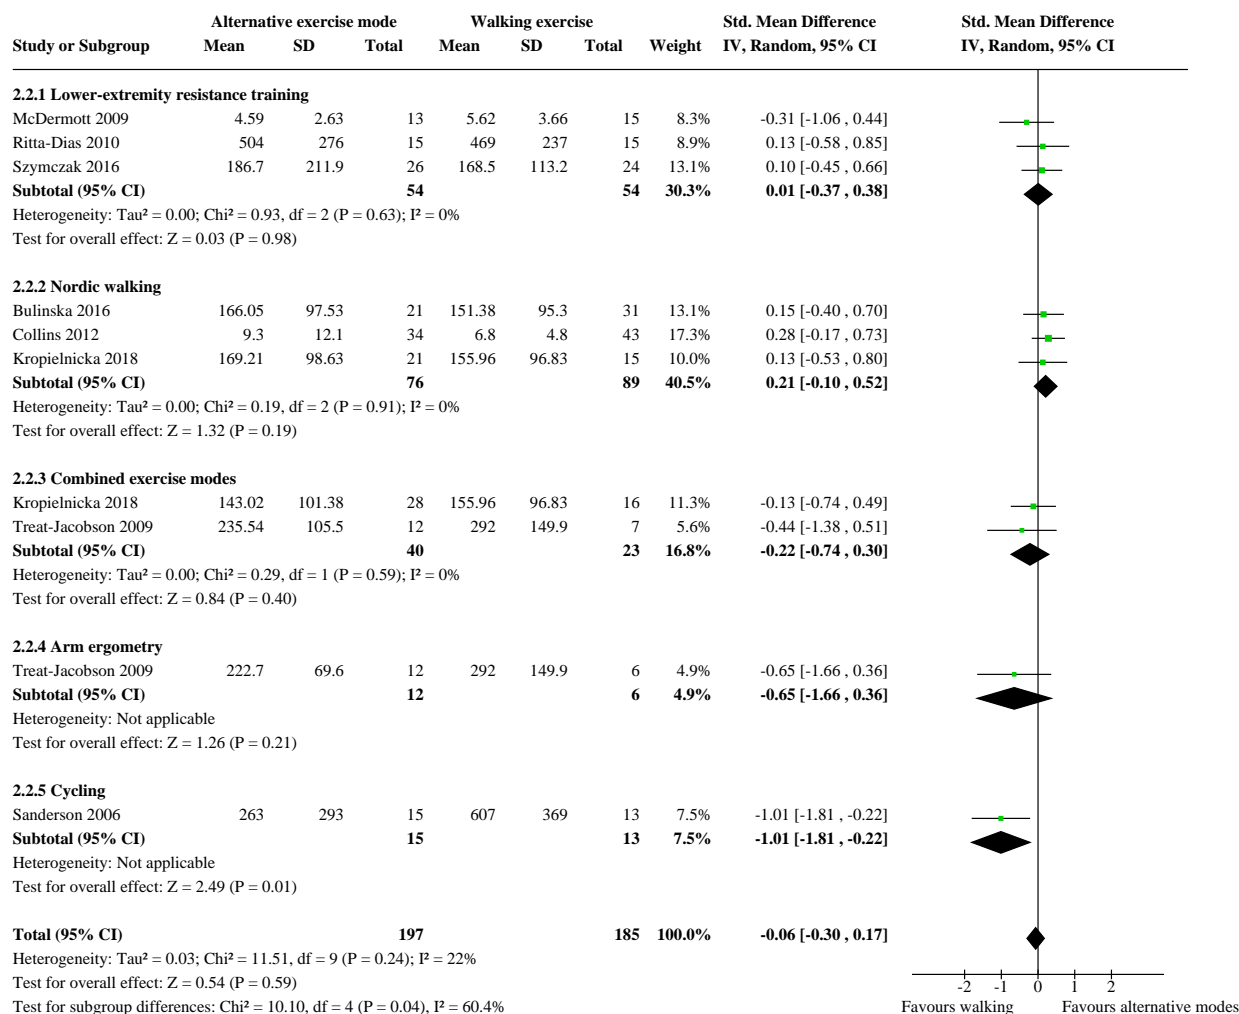 Alternative exercise mode Walking exercise Std. Mean Difference Std. Mean Difference
Study or Subgroup Mean SD Total Mean SD Total Weight IV, Random, 95% CI IV, Random, 95% CI
2.2.1 Lower-extremity resistance training
McDermott 2009 4.59 2.63 13 5.62 3.66 15 8.3% -0.31 [-1.06 , 0.44]
Ritta-Dias 2010 504 276 15 469 237 15 8.9% 0.13 [-0.58 , 0.85]
Szymczak 2016 186.7 211.9 26 168.5 113.2 24 13.1% 0.10 [-0.45 , 0.66]
Subtotal (95% CI) 54 54 30.3% 0.01 [-0.37 , 0.38]
Heterogeneity: Tau² = 0.00; Chi² = 0.93, df = 2 (P = 0.63); I² = 0%
Test for overall effect: Z = 0.03 (P = 0.98)
2.2.2 Nordic walking
Bulinska 2016 166.05 97.53 21 151.38 95.3 31 13.1% 0.15 [-0.40 , 0.70]
Collins 2012 9.3 12.1 34 6.8 4.8 43 17.3% 0.28 [-0.17 , 0.73]
Kropielnicka 2018 169.21 98.63 21 155.96 96.83 15 10.0% 0.13 [-0.53 , 0.80]
Subtotal (95% CI) 76 89 40.5% 0.21 [-0.10 , 0.52]
Heterogeneity: Tau² = 0.00; Chi² = 0.19, df = 2 (P = 0.91); I² = 0%
Test for overall effect: Z = 1.32 (P = 0.19)
2.2.3 Combined exercise modes
Kropielnicka 2018 143.02 101.38 28 155.96 96.83 16 11.3% -0.13 [-0.74 , 0.49]
Treat-Jacobson 2009 235.54 105.5 12 292 149.9 7 5.6% -0.44 [-1.38 , 0.51]
Subtotal (95% CI) 40 23 16.8% -0.22 [-0.74 , 0.30]
Heterogeneity: Tau² = 0.00; Chi² = 0.29, df = 1 (P = 0.59); I² = 0%
Test for overall effect: Z = 0.84 (P = 0.40)
2.2.4 Arm ergometry
Treat-Jacobson 2009 222.7 69.6 12 292 149.9 6 4.9% -0.65 [-1.66 , 0.36]
Subtotal (95% CI) 12 6 4.9% -0.65 [-1.66 , 0.36]
Heterogeneity: Not applicable
Test for overall effect: Z = 1.26 (P = 0.21)
2.2.5 Cycling
Sanderson 2006 263 293 15 607 369 13 7.5% -1.01 [-1.81 , -0.22]
Subtotal (95% CI) 15 13 7.5% -1.01 [-1.81 , -0.22]
Heterogeneity: Not applicable
Test for overall effect: Z = 2.49 (P = 0.01)
Total (95% CI) 197 185 100.0% -0.06 [-0.30 , 0.17]
Heterogeneity: Tau² = 0.03; Chi² = 11.51, df = 9 (P = 0.24); I² = 22%
Test for overall effect: Z = 0.54 (P = 0.59)
-2 -1 0 1 2
Test for subgroup differences: Chi² = 10.10, df = 4 (P = 0.04), I² = 60.4% Favours walking Favours alternative modes